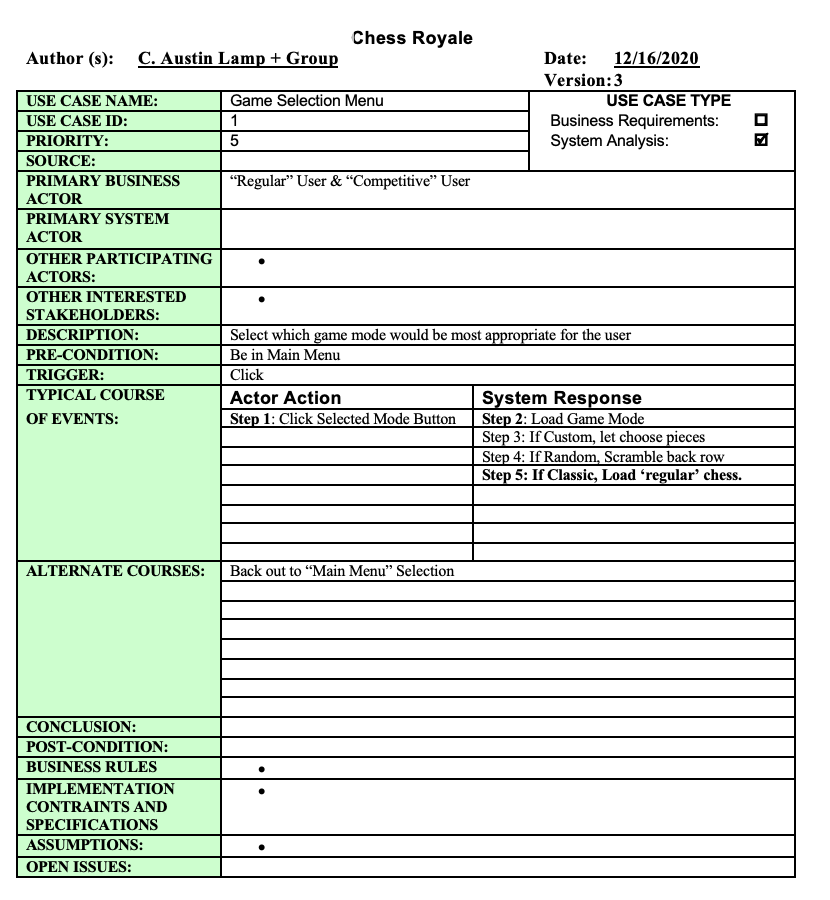 Chess Royale
Author (s): C. Austin Lamp + Group Date: 12/16/2020
Version:3
USE CASE NAME: Game Selection Menu USE CASE TYPE
USE CASE ID: 1 Business Requirements: ☐
PRIORITY: 5 System Analysis: ☑
SOURCE:
PRIMARY BUSINESS “Regular” User & “Competitive” User
ACTOR
PRIMARY SYSTEM
ACTOR
OTHER PARTICIPATING •
ACTORS:
OTHER INTERESTED •
STAKEHOLDERS:
DESCRIPTION: Select which game mode would be most appropriate for the user
PRE-CONDITION: Be in Main Menu
TRIGGER: Click
TYPICAL COURSE Actor Action System Response
OF EVENTS: Step 1: Click Selected Mode Button Step 2: Load Game Mode
Step 3: If Custom, let choose pieces
Step 4: If Random, Scramble back row
Step 5: If Classic, Load ‘regular’ chess.
ALTERNATE COURSES: Back out to “Main Menu” Selection
CONCLUSION:
POST-CONDITION:
BUSINESS RULES •
IMPLEMENTATION •
CONTRAINTS AND
SPECIFICATIONS
ASSUMPTIONS: •
OPEN ISSUES: